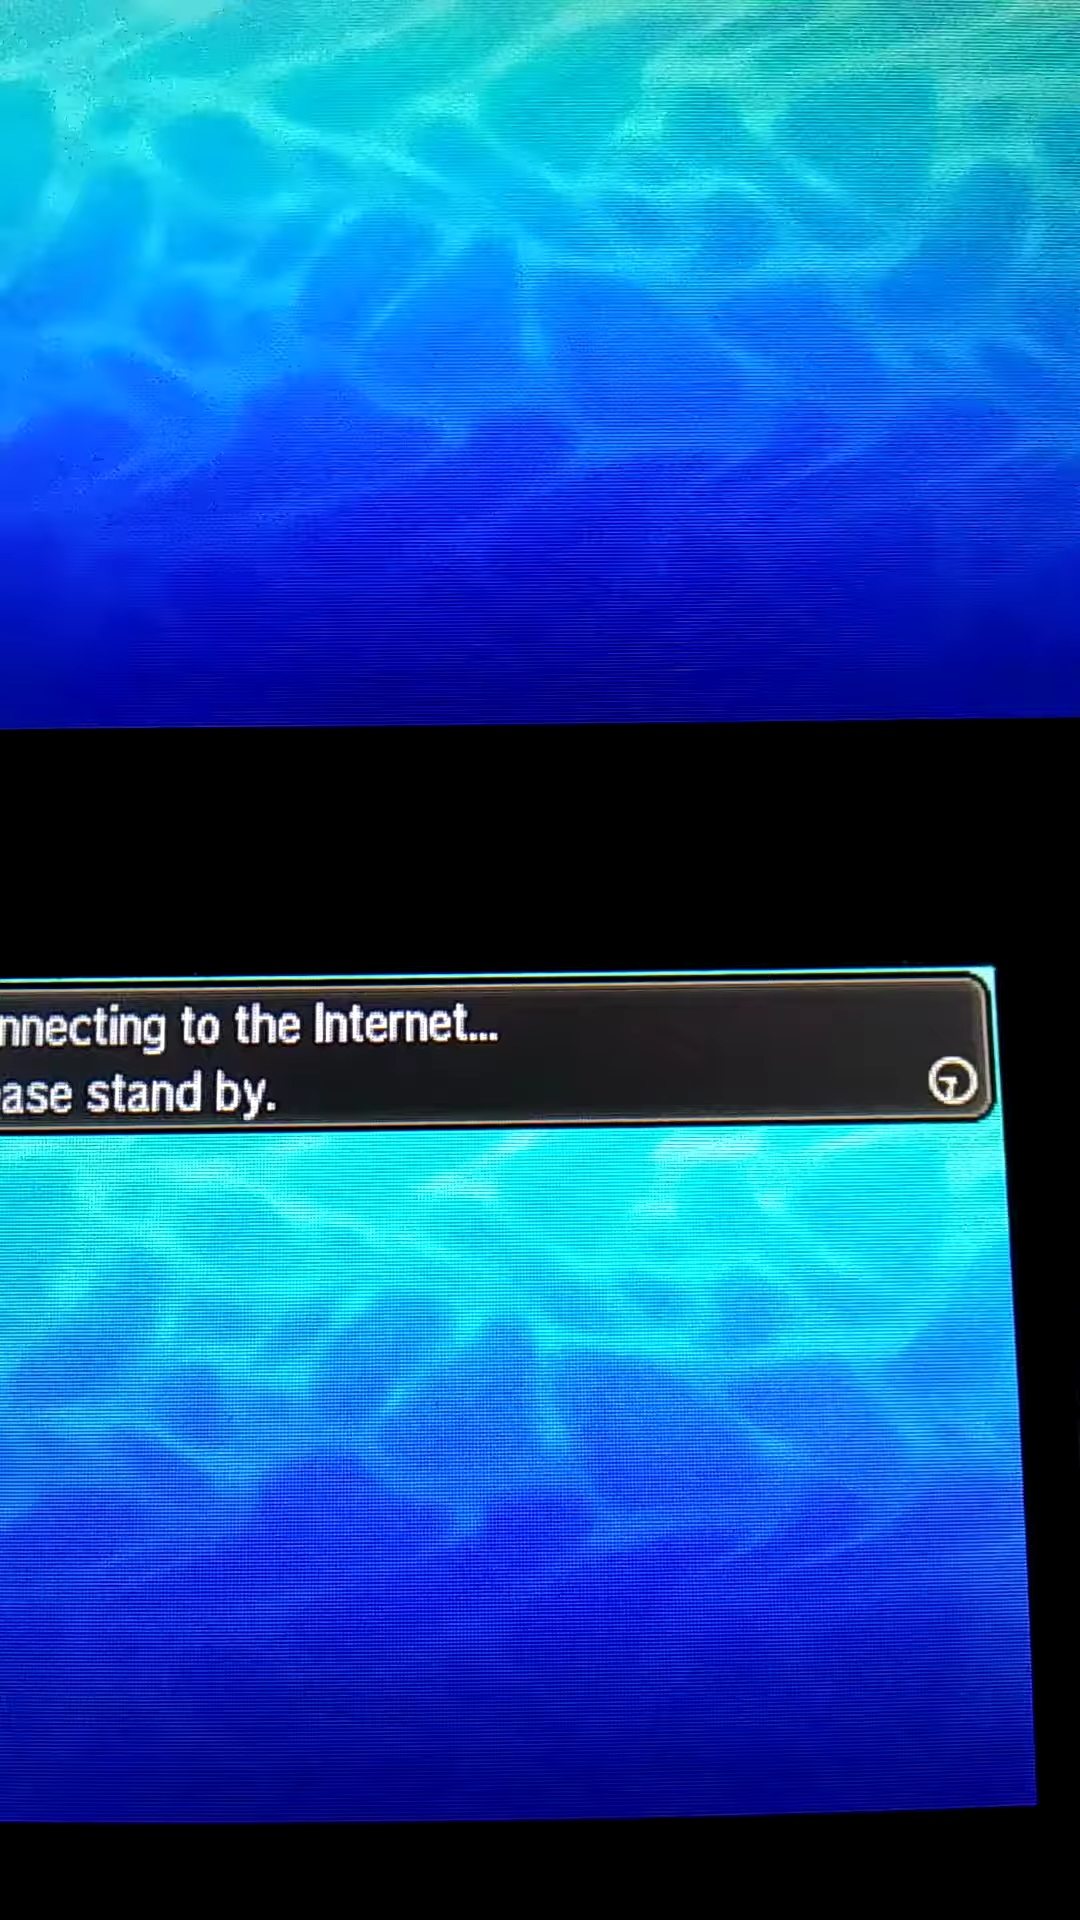 nnecting to the Internet...
ase stand by.